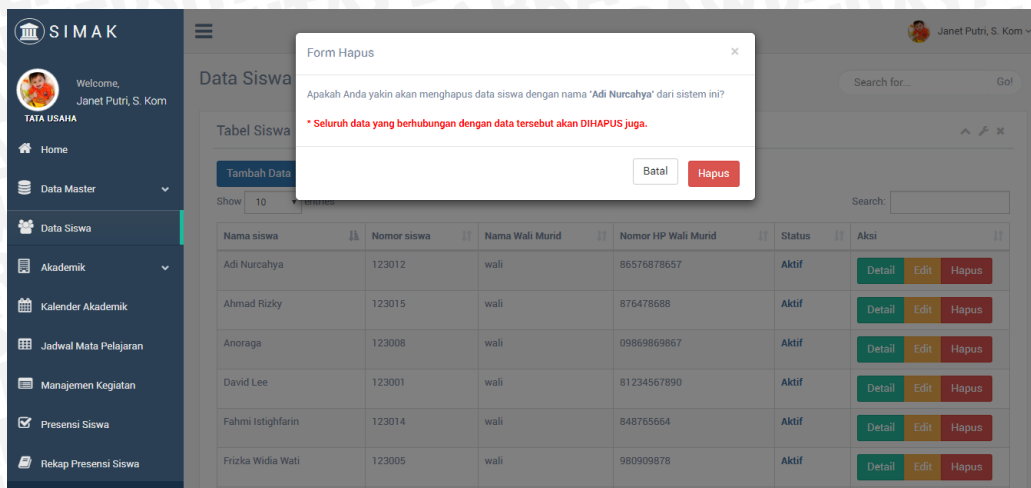 SIMAK
Welcome,
Janet Putri, S. Kom
TATA USAHA
Home
Data Master
Data Siswa
Akademik
Kalender Akademik
Jadwal Mata Pelajaran
Manajemen Kegiatan
Presensi Siswa
Rekap Presensi Siswa
Janet Putri, S. Kom
Data Siswa
Search for...
Go!
Form Hapus
×
Apakah Anda yakin akan menghapus data siswa dengan nama 'Adi Nurcahya' dari sistem ini?
* Seluruh data yang berhubungan dengan data tersebut akan DIHAPUS juga.
Batal Hapus
Tabel Siswa
Tambah Data
Show 10 entries
Search:
Nama siswa Nomor siswa Nama Wali Murid Nomor HP Wali Murid Status Aksi
Adi Nurcahya 123012 wali 86576878657 Aktif Detail Edit Hapus
Ahmad Rizky 123015 wali 876478688 Aktif Detail Edit Hapus
Anoraga 123008 wali 09869869867 Aktif Detail Edit Hapus
David Lee 123001 wali 81234567890 Aktif Detail Edit Hapus
Fahmi Istighfarin 123014 wali 848765664 Aktif Detail Edit Hapus
Frizka Widia Wati 123005 wali 980909878 Aktif Detail Edit Hapus